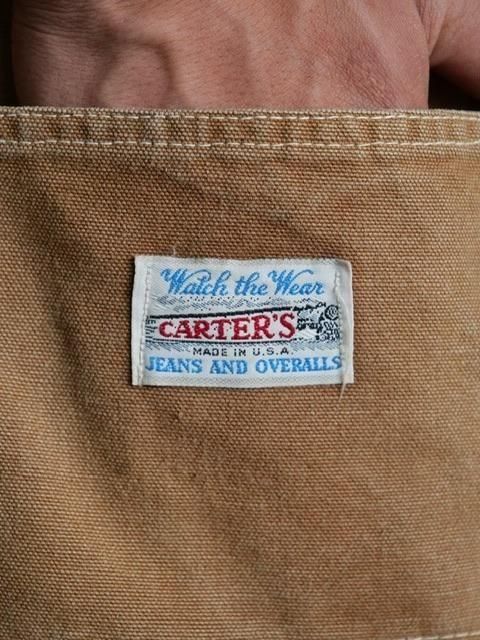 Watch the Wear
CARTER'S
MADE IN U.S.A.
JEANS AND OVERALLS